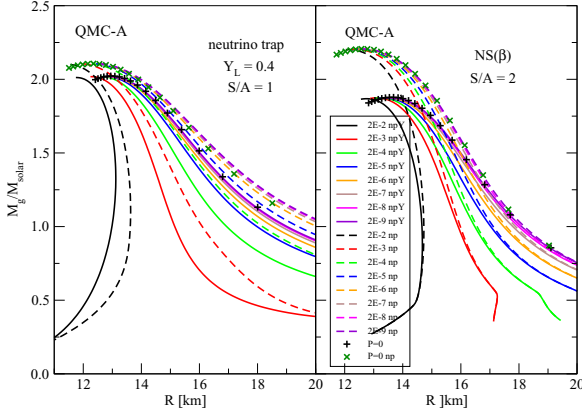 QMC-A
neutrino trap
Y_L = 0.4
S/A = 1
QMC-A
NS(β)
S/A = 2
2E-2 npY
2E-3 npY
2E-4 npY
2E-5 npY
2E-6 npY
2E-7 npY
2E-8 npY
2E-9 npY
2E-2 np
2E-3 np
2E-4 np
2E-5 np
2E-6 np
2E-7 np
2E-8 np
2E-9 np
P=0
P=0 np
M_g/M_solar
2.5
2.0
1.5
1.0
0.5
0.0
12 14 16 18 20
12 14 16 18 20
R [km]
R [km]